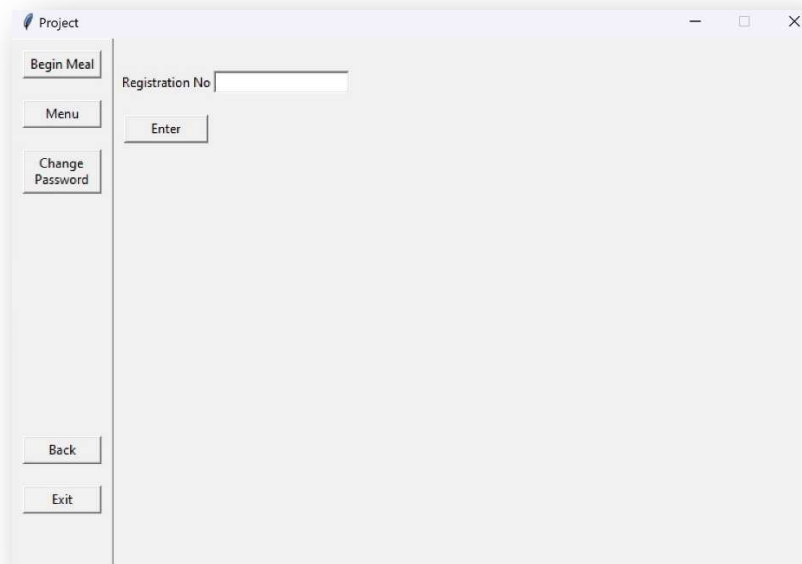 Project
Begin Meal
Registration No
Menu
Enter
Change
Password
Back
Exit